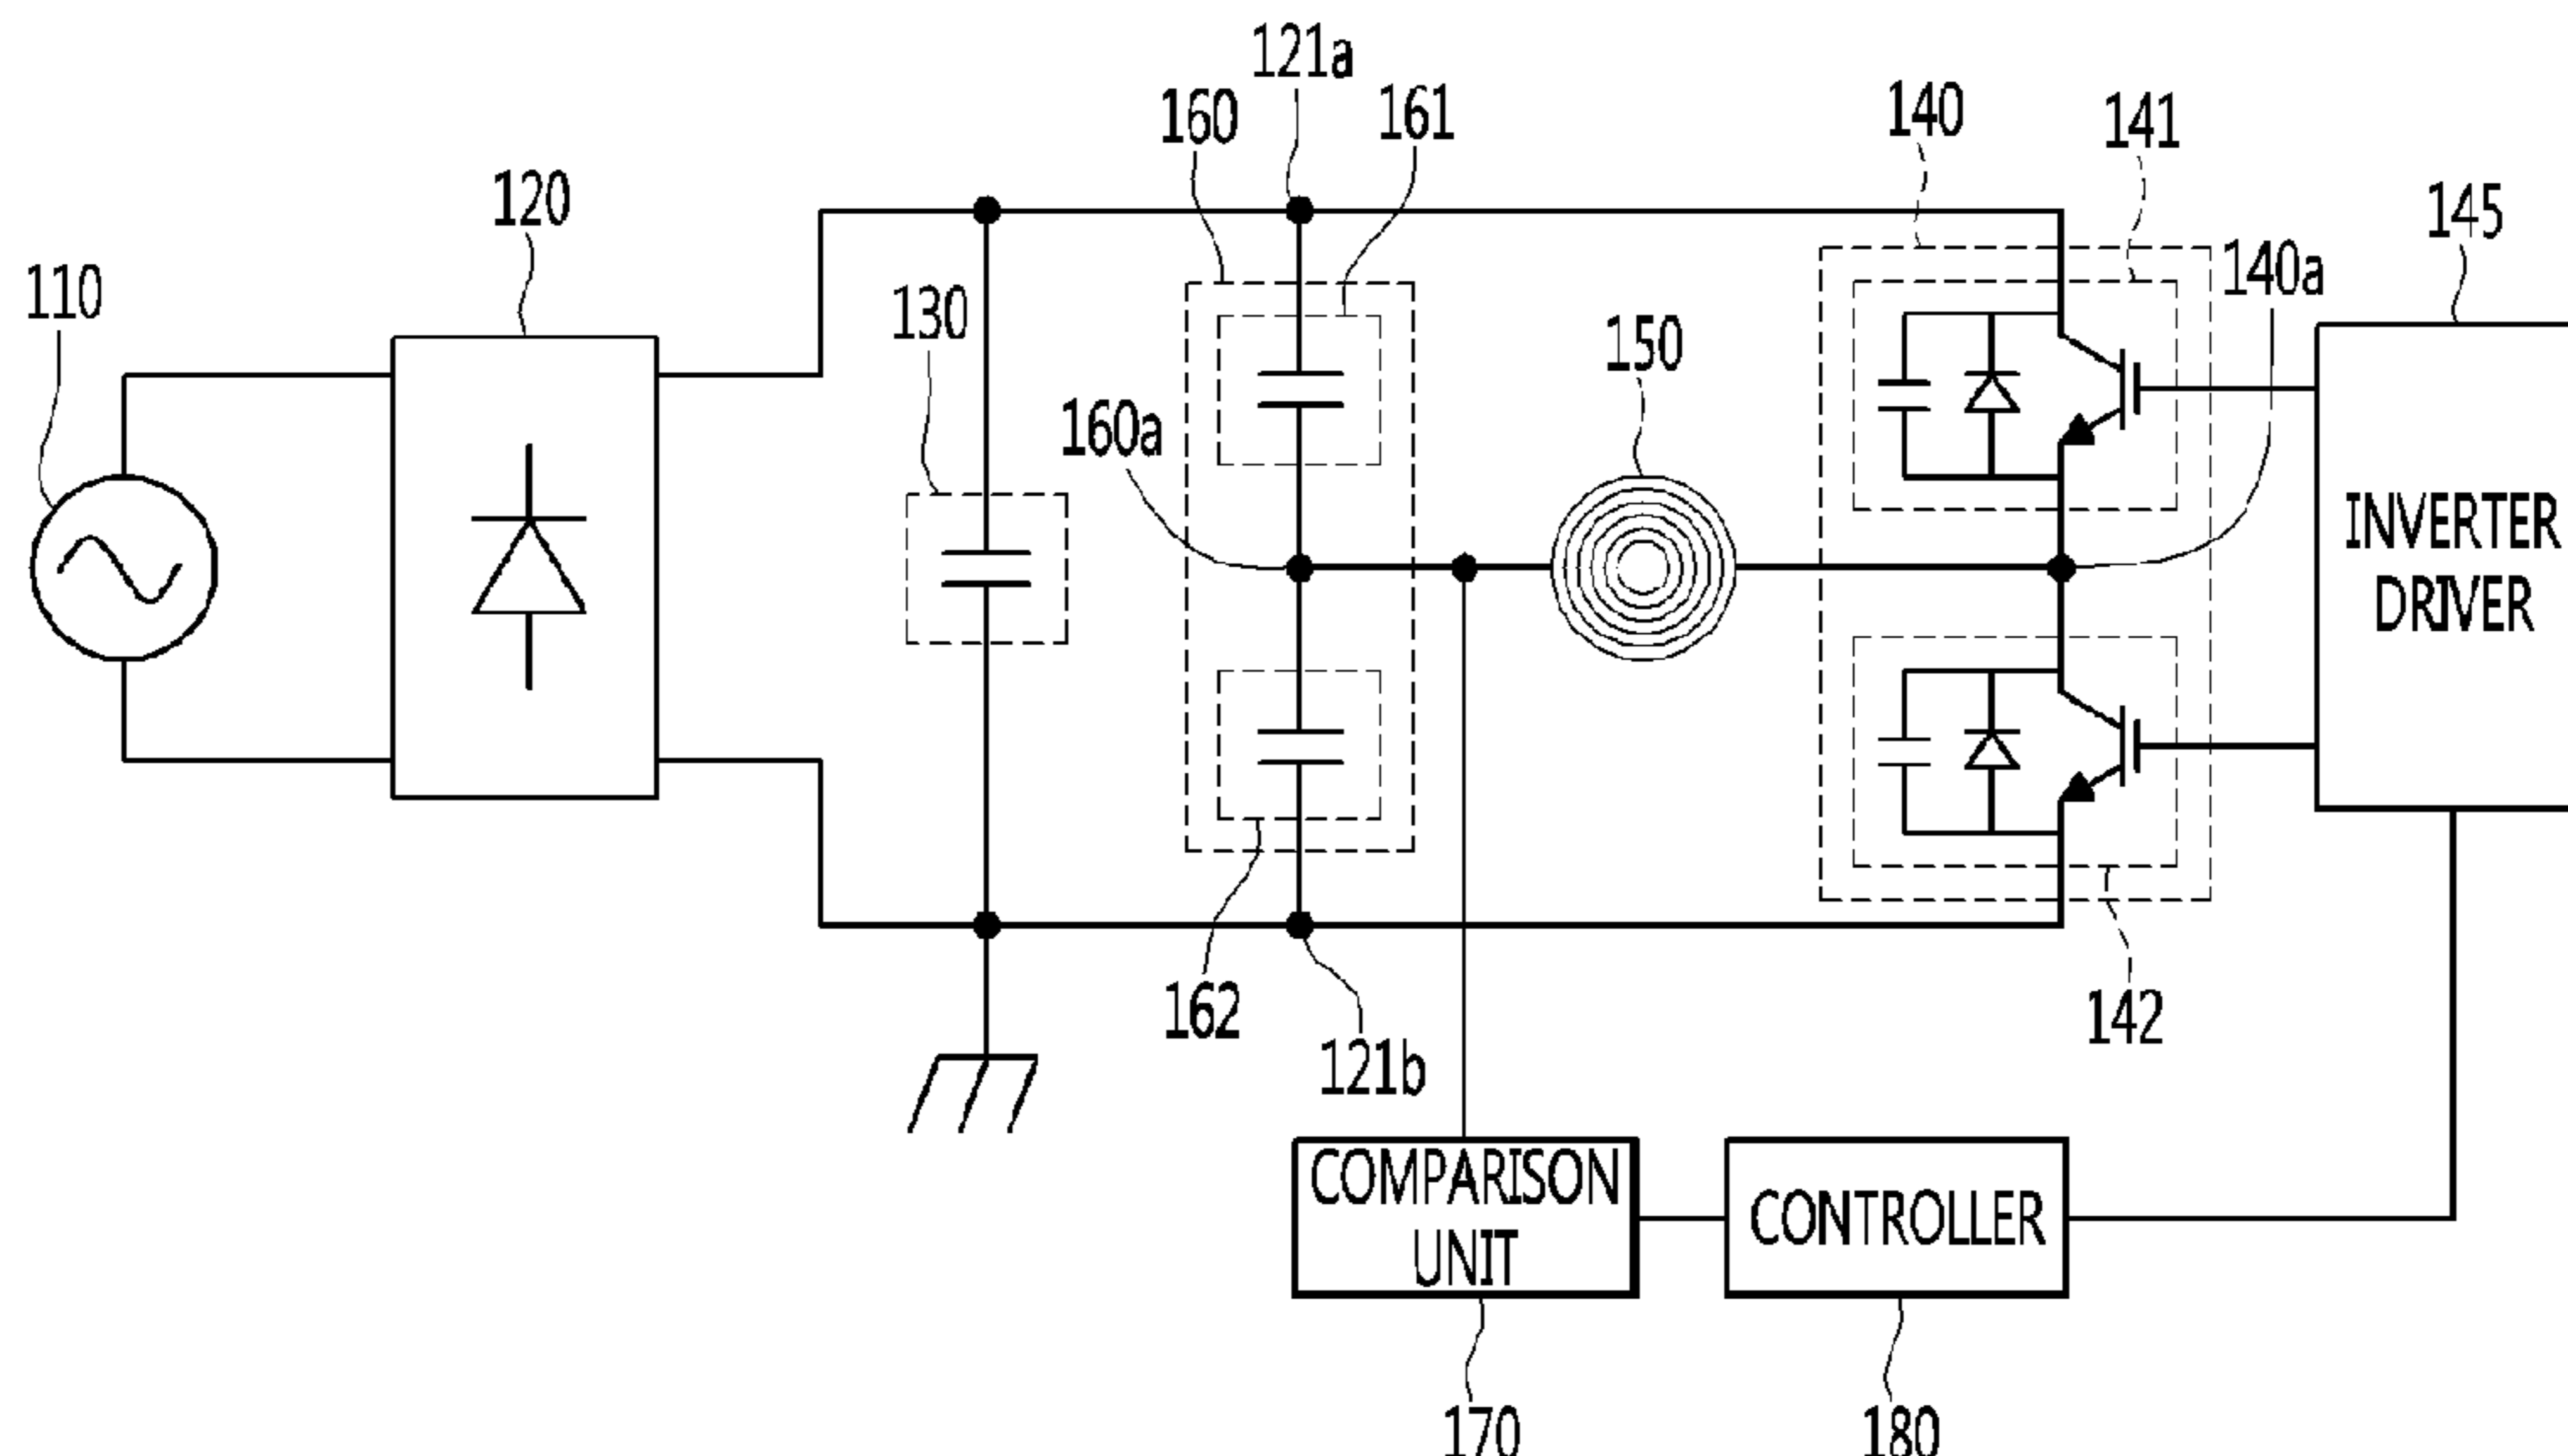 121a
160
161
140
141
120
145
110
140a
130
150
160a
INVERTER
DRIVER
162
142
121b
COMPARISON
UNIT
CONTROLLER
170
180